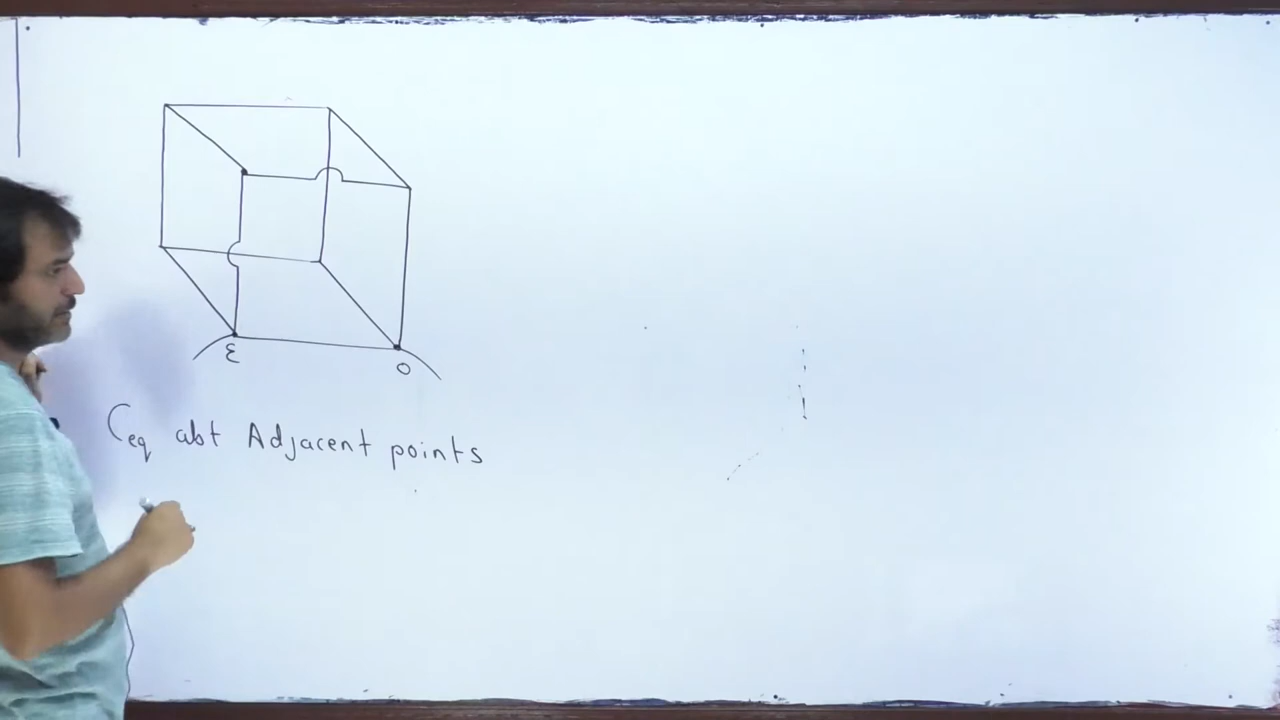 ε
O
Ceq abt Adjacent points